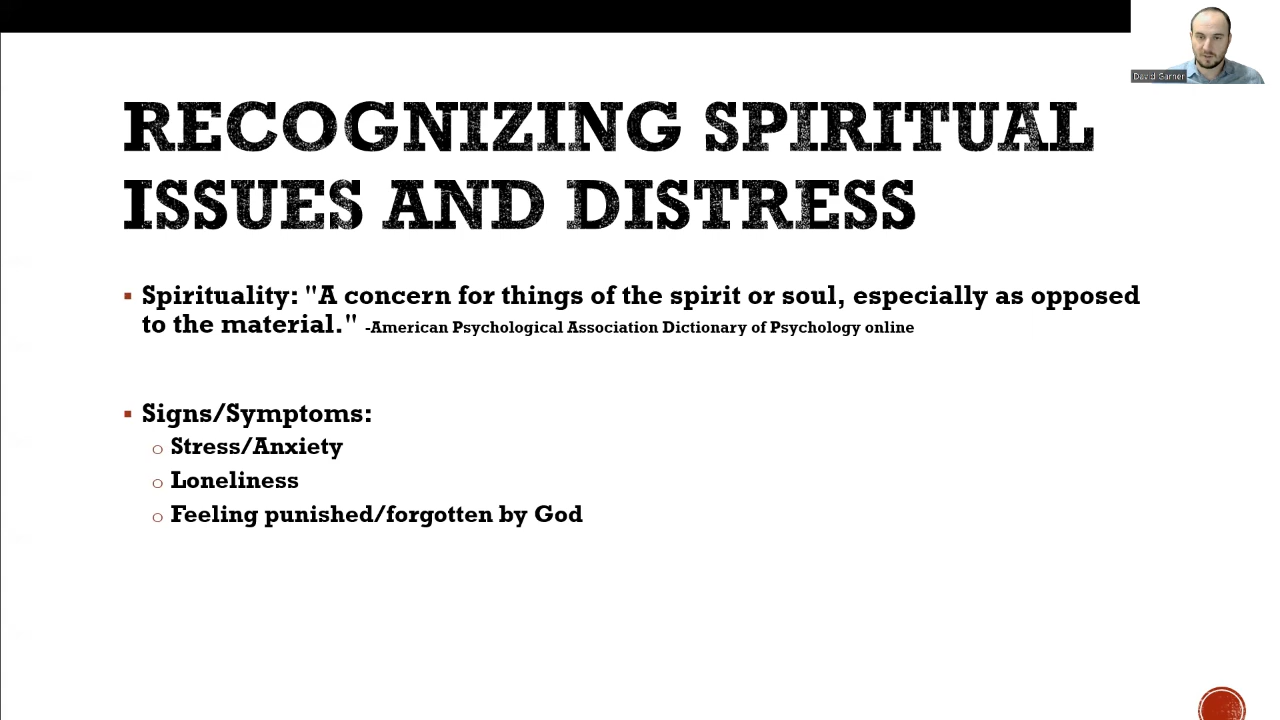 David Garner
RECOGNIZING SPIRITUAL
ISSUES AND DISTRESS
▪ Spirituality: "A concern for things of the spirit or soul, especially as opposed
to the material." -American Psychological Association Dictionary of Psychology online
▪ Signs/Symptoms:
o Stress/Anxiety
o Loneliness
o Feeling punished/forgotten by God